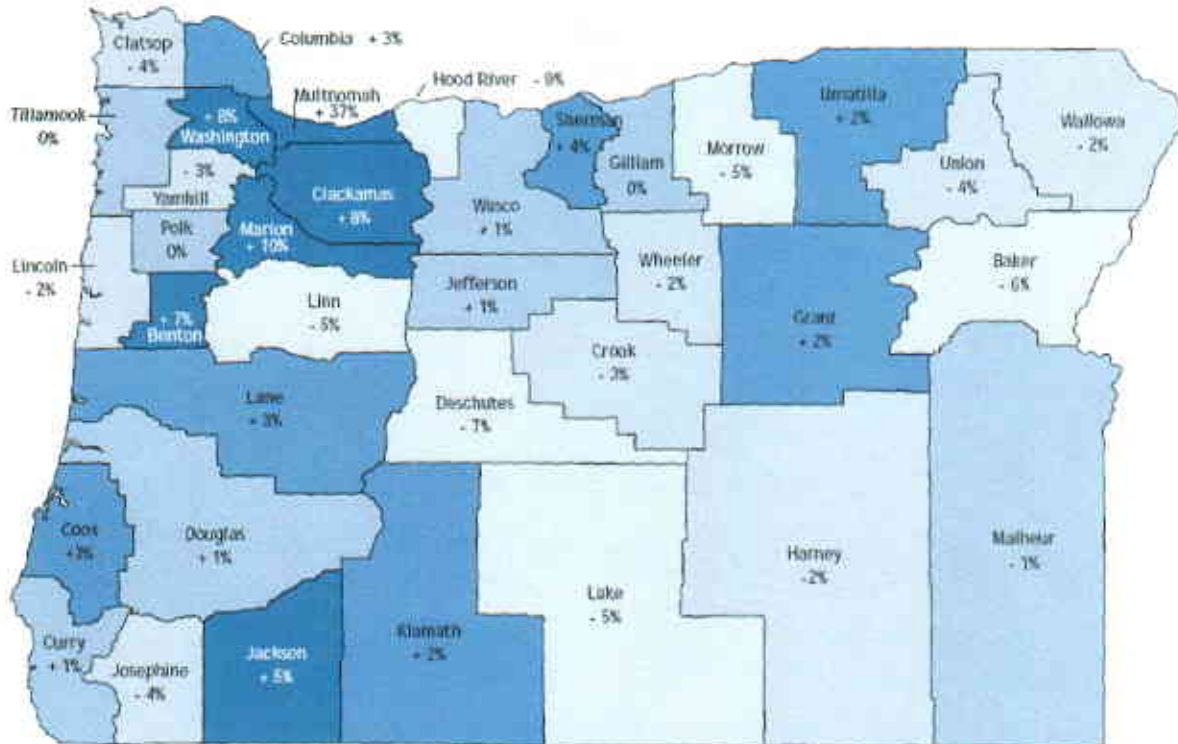 Clatsop
- 4%
Columbia + 3%
Hood River - 9%
Multnomah
+ 37%
Tillamook
0%
+ 8%
Washington
Sherman
+ 4%
Gilliam
0%
Morrow
- 5%
Umatilla
+ 2%
Union
- 4%
Wallowa
- 2%
- 3%
Yamhill
Clackamas
+ 8%
Wasco
+ 1%
Polk
0%
Marion
+ 10%
Lincoln
- 2%
+ 7%
Benton
Linn
- 5%
Jefferson
+ 1%
Wheeler
- 2%
Grant
+ 2%
Baker
- 6%
Crook
- 3%
Lane
+ 3%
Deschutes
- 7%
Coos
+3%
Douglas
+ 1%
Harney
-2%
Malheur
- 1%
Lake
- 5%
Klamath
+ 2%
Curry
+ 1%
Josephine
- 4%
Jackson
+ 5%